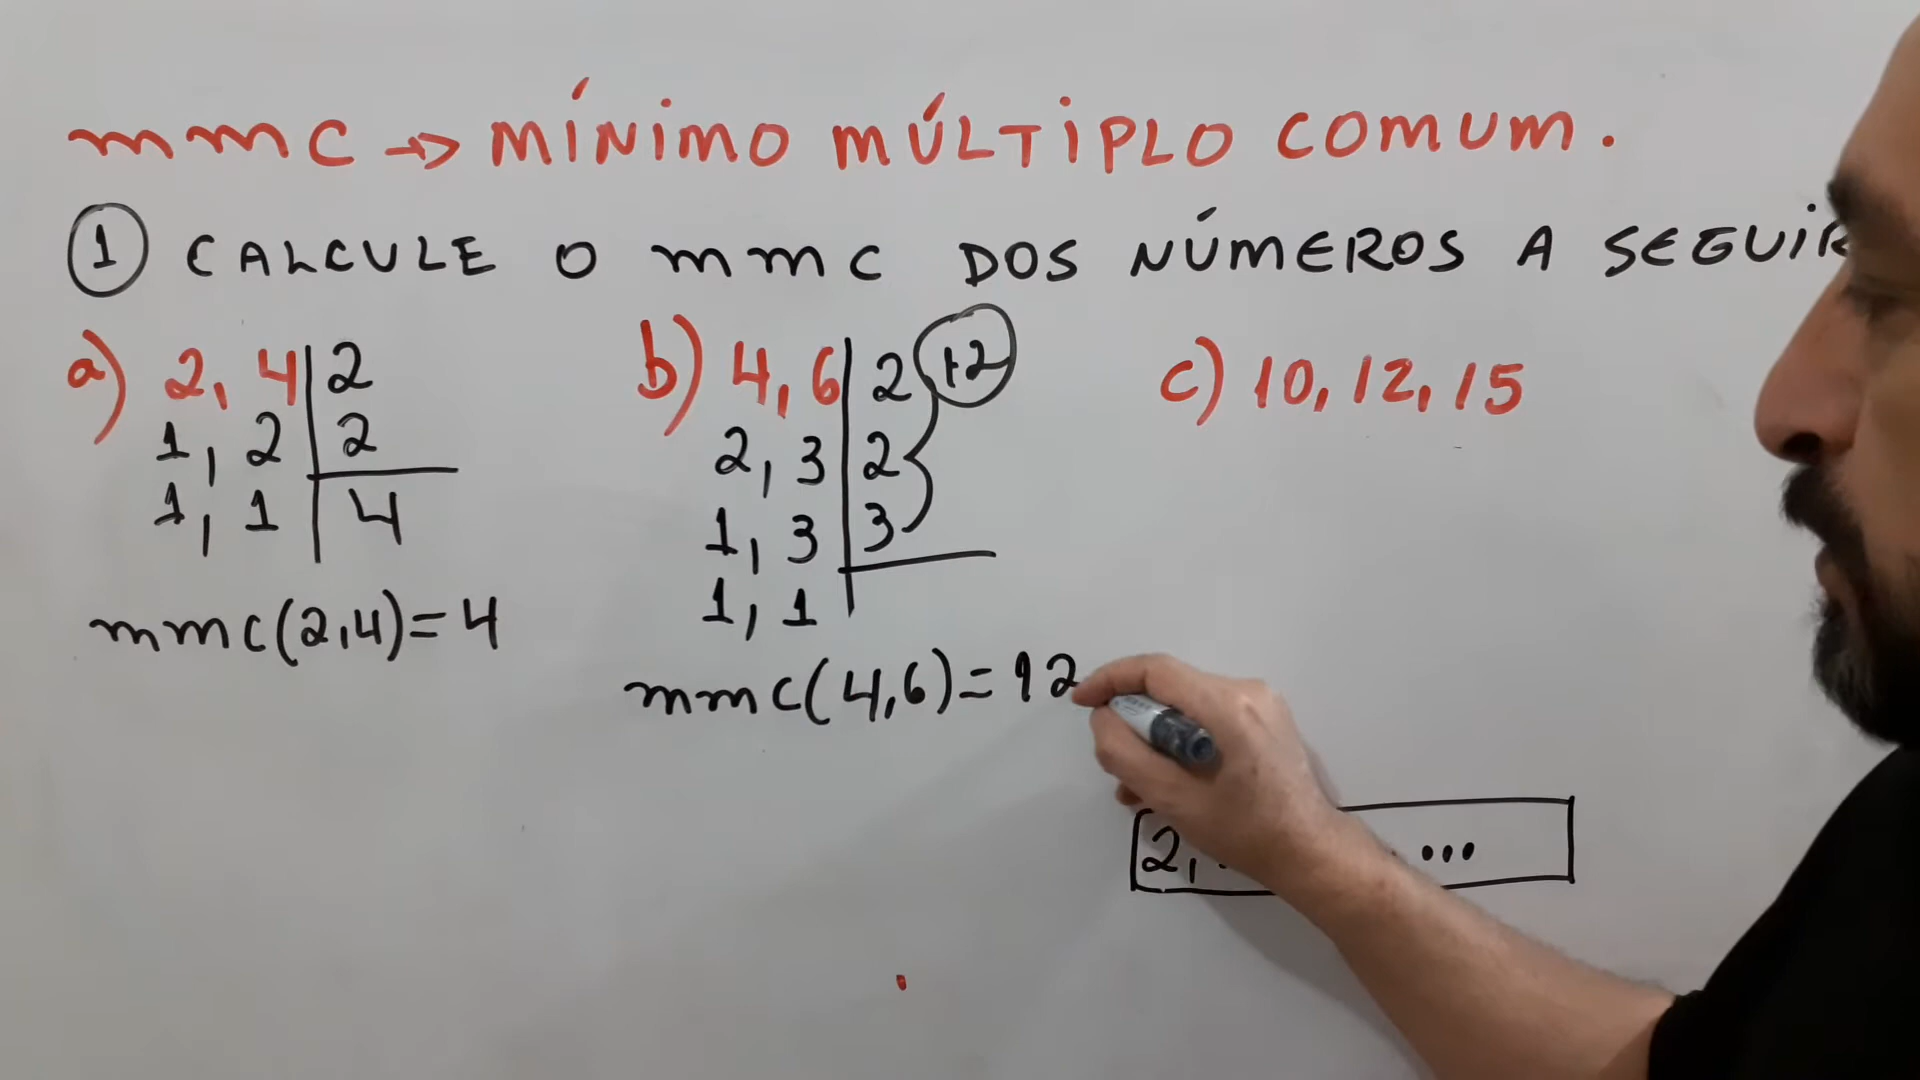 mmc → MÍNIMO MÚLTIPLO COMUM.
1 CALCULE O mmc DOS NÚMEROS A SEGUIR
a) 2, 4 | 2
1, 2 | 2
1, 1 | 4
mmc(2,4)=4
b) 4, 6 | 2 12
2, 3 | 2
1, 3 | 3
1, 1
mmc(4,6)=12
c) 10, 12, 15
2, ...